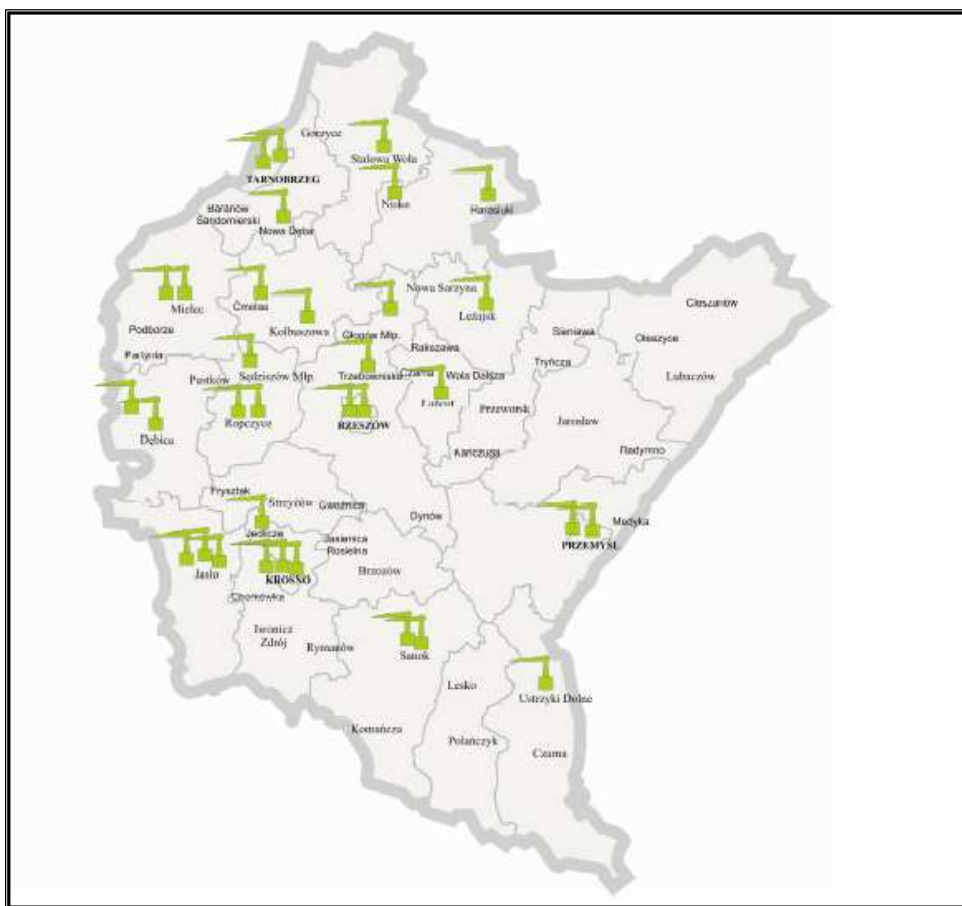 Gorzyce
Stalowa Wola
TARNOBRZEG
Nisko
Harasiuki
Baranów
Sandomierski
Nowa Dęba
Cieszanów
Nowa Sarzyna
Mielec
Cmolas
Leżajsk
Kolbuszowa
Podborze
Głogów Młp.
Sieniawa
Oleszyce
Rakszawa
Partynia
Tryńcza
Pustków
Sędziszów Młp.
Trzebownisko
Czarna
Wola Dalsza
Lubaczów
Łańcut
Przeworsk
Ropczyce
RZESZÓW
Jarosław
Dębica
Kańczuga
Radymno
Frysztak
Strzyżów
Gwoźnica
Dynów
Medyka
Jedlicze
Jasienica
Rosielna
PRZEMYŚL
Jasło
KROSNO
Brzozów
Chorkówka
Iwonicz
Zdrój
Rymanów
Sanok
Lesko
Ustrzyki Dolne
Komańcza
Polańczyk
Czarna